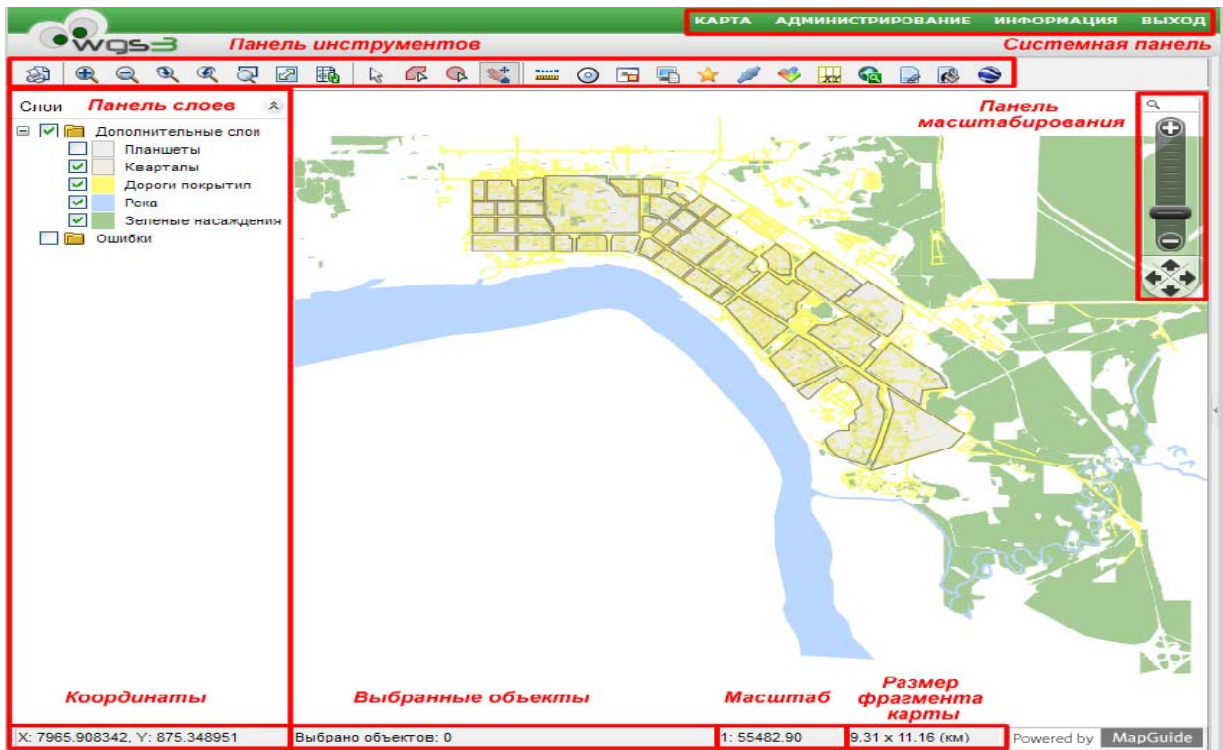 КАРТА АДМИНИСТРИРОВАНИЕ ИНФОРМАЦИЯ ВЫХОД
wgs3
Панель инструментов
Системная панель
Слои
Панель слоев
Дополнительные слои
Планшеты
Кварталы
Дороги покрытия
Река
Зеленые насаждения
Ошибки
Панель
масштабирования
Координаты
Выбранные объекты
Масштаб
Размер
фрагмента
карты
X: 7965.908342, Y: 875.348951
Выбрано объектов: 0
1: 55482.90
9.31 x 11.16 (км)
Powered by MapGuide